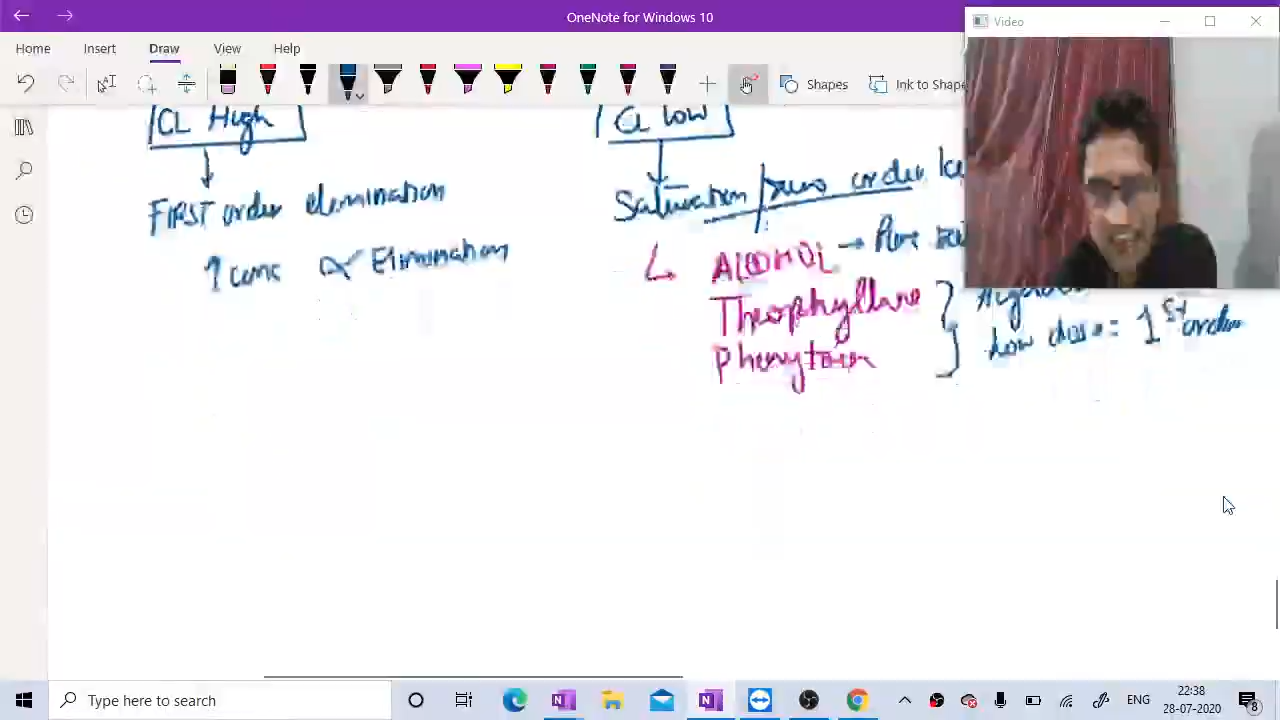 OneNote for Windows 10
Video
Home Insert Draw View Help
Shapes Ink to Shape
CL High
FIRST order elimination
↑ conc ∝ Elimination
CL low
Saturation / zero order
↳ ALCOHOL →
Theophylline
Phenytoin
low dose = 1st order
Type here to search
ENG
22:38
28-07-2020
8